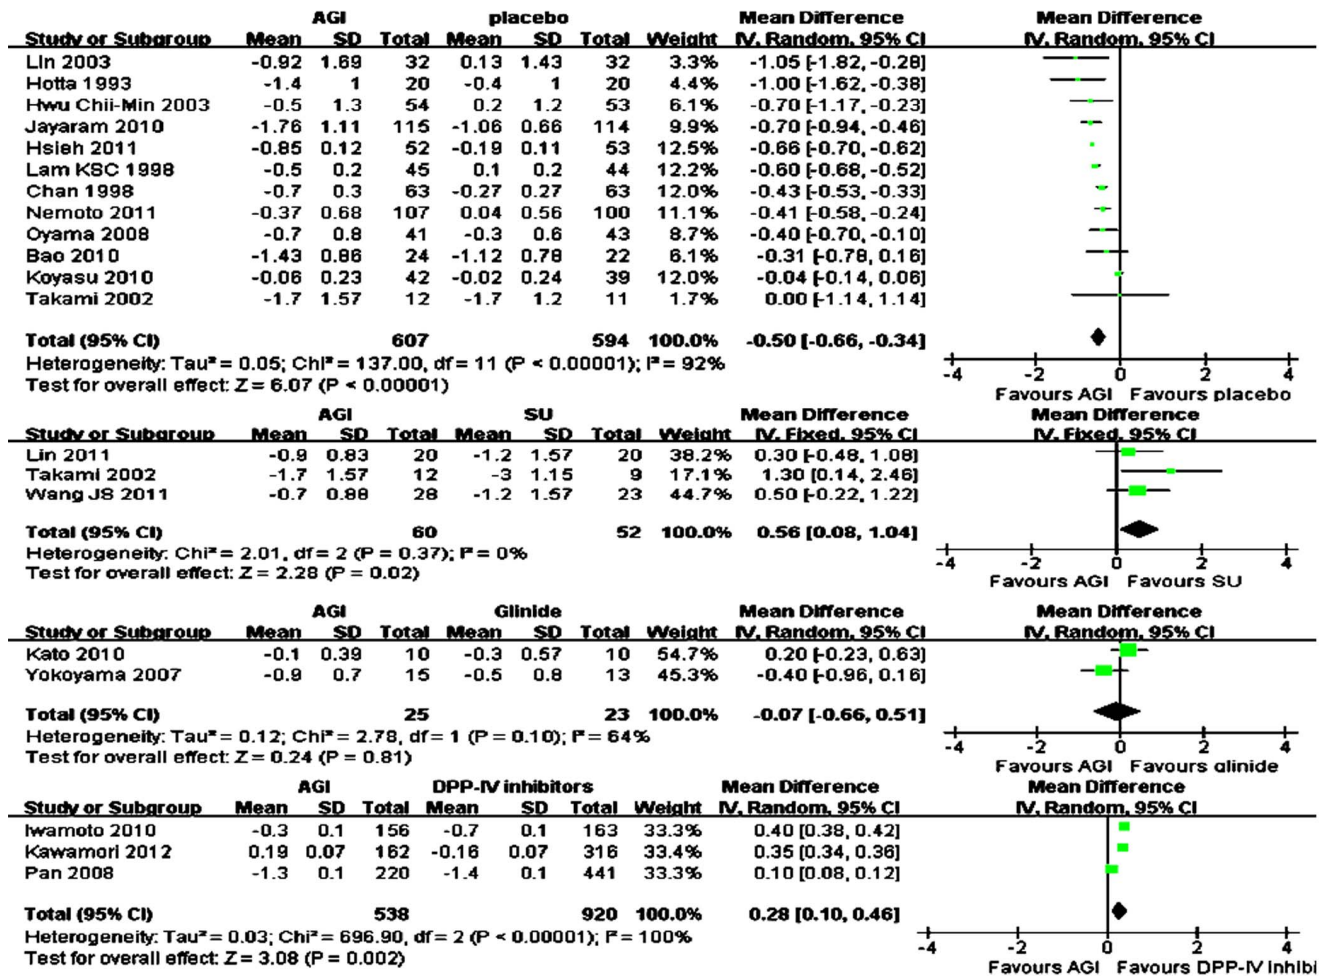 AGI placebo Mean Difference Mean Difference
Study or Subgroup Mean SD Total Mean SD Total Weight IV, Random, 95% CI IV, Random, 95% CI
Lin 2003 -0.92 1.69 32 0.13 1.43 32 3.3% -1.05 [-1.82, -0.28]
Hotta 1993 -1.4 1 20 -0.4 1 20 4.4% -1.00 [-1.62, -0.38]
Hwu Chii-Min 2003 -0.5 1.3 54 0.2 1.2 53 6.1% -0.70 [-1.17, -0.23]
Jayaram 2010 -1.76 1.11 115 -1.06 0.66 114 9.9% -0.70 [-0.94, -0.46]
Hsieh 2011 -0.85 0.12 52 -0.19 0.11 53 12.5% -0.66 [-0.70, -0.62]
Lam KSC 1998 -0.5 0.2 45 0.1 0.2 44 12.2% -0.60 [-0.68, -0.52]
Chan 1998 -0.7 0.3 63 -0.27 0.27 63 12.0% -0.43 [-0.53, -0.33]
Nemoto 2011 -0.37 0.68 107 0.04 0.56 100 11.1% -0.41 [-0.58, -0.24]
Oyama 2008 -0.7 0.8 41 -0.3 0.6 43 8.7% -0.40 [-0.70, -0.10]
Bao 2010 -1.43 0.86 24 -1.12 0.78 22 6.1% -0.31 [-0.78, 0.16]
Koyasu 2010 -0.06 0.23 42 -0.02 0.24 39 12.0% -0.04 [-0.14, 0.06]
Takami 2002 -1.7 1.57 12 -1.7 1.2 11 1.7% 0.00 [-1.14, 1.14]
Total (95% CI) 607 594 100.0% -0.50 [-0.66, -0.34]
Heterogeneity: Tau² = 0.05; Chi² = 137.00, df = 11 (P < 0.00001); I² = 92%
Test for overall effect: Z = 6.07 (P < 0.00001)
-4 -2 0 2 4
Favours AGI Favours placebo
AGI SU Mean Difference Mean Difference
Study or Subgroup Mean SD Total Mean SD Total Weight IV, Fixed, 95% CI IV, Fixed, 95% CI
Lin 2011 -0.9 0.83 20 -1.2 1.57 20 38.2% 0.30 [-0.48, 1.08]
Takami 2002 -1.7 1.57 12 -3 1.15 9 17.1% 1.30 [0.14, 2.46]
Wang JS 2011 -0.7 0.88 28 -1.2 1.57 23 44.7% 0.50 [-0.22, 1.22]
Total (95% CI) 60 52 100.0% 0.56 [0.08, 1.04]
Heterogeneity: Chi² = 2.01, df = 2 (P = 0.37); I² = 0%
Test for overall effect: Z = 2.28 (P = 0.02)
-4 -2 0 2 4
Favours AGI Favours SU
AGI Glinide Mean Difference Mean Difference
Study or Subgroup Mean SD Total Mean SD Total Weight IV, Random, 95% CI IV, Random, 95% CI
Kato 2010 -0.1 0.39 10 -0.3 0.57 10 54.7% 0.20 [-0.23, 0.63]
Yokoyama 2007 -0.9 0.7 15 -0.5 0.8 13 45.3% -0.40 [-0.96, 0.16]
Total (95% CI) 25 23 100.0% -0.07 [-0.66, 0.51]
Heterogeneity: Tau² = 0.12; Chi² = 2.78, df = 1 (P = 0.10); I² = 64%
Test for overall effect: Z = 0.24 (P = 0.81)
-4 -2 0 2 4
Favours AGI Favours glinide
AGI DPP-IV inhibitors Mean Difference Mean Difference
Study or Subgroup Mean SD Total Mean SD Total Weight IV, Random, 95% CI IV, Random, 95% CI
Iwamoto 2010 -0.3 0.1 156 -0.7 0.1 163 33.3% 0.40 [0.38, 0.42]
Kawamori 2012 0.19 0.07 162 -0.16 0.07 316 33.4% 0.35 [0.34, 0.36]
Pan 2008 -1.3 0.1 220 -1.4 0.1 441 33.3% 0.10 [0.08, 0.12]
Total (95% CI) 538 920 100.0% 0.28 [0.10, 0.46]
Heterogeneity: Tau² = 0.03; Chi² = 696.90, df = 2 (P < 0.00001); I² = 100%
Test for overall effect: Z = 3.08 (P = 0.002)
-4 -2 0 2 4
Favours AGI Favours DPP-IV inhibi